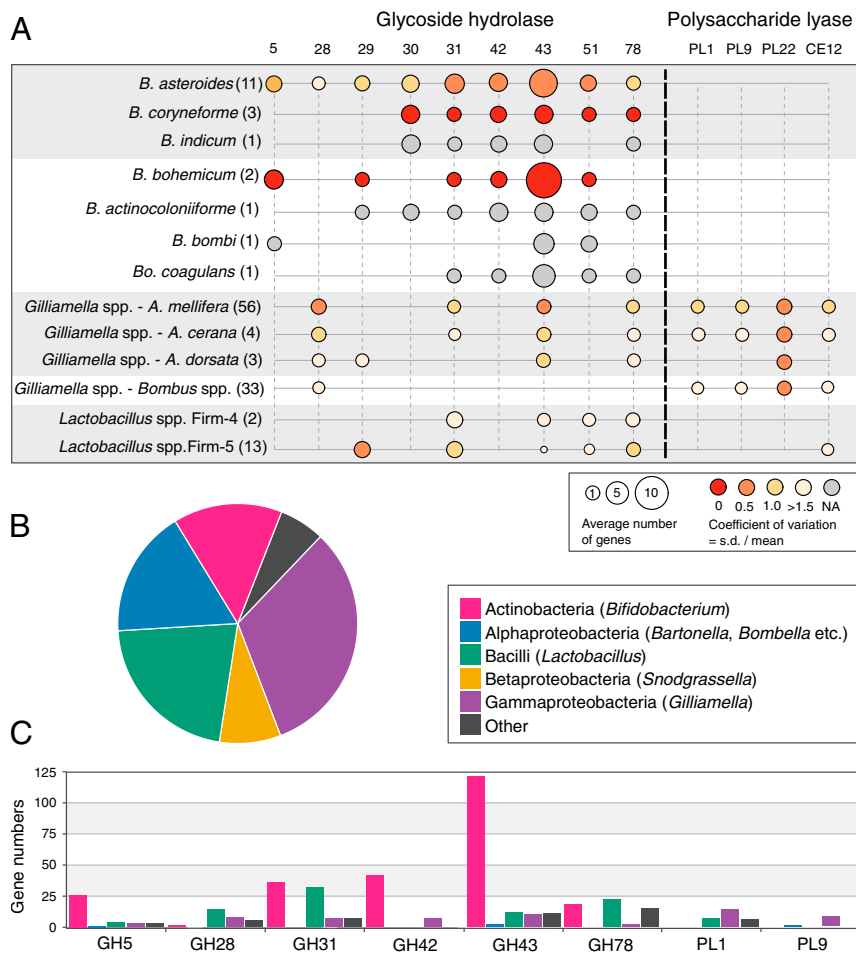 A
Glycoside hydrolase Polysaccharide lyase
5 28 29 30 31 42 43 51 78 PL1 PL9 PL22 CE12
B. asteroides (11)
B. coryneforme (3)
B. indicum (1)
B. bohemicum (2)
B. actinocoloniiforme (1)
B. bombi (1)
Bo. coagulans (1)
Gilliamella spp. - A. mellifera (56)
Gilliamella spp. - A. cerana (4)
Gilliamella spp. - A. dorsata (3)
Gilliamella spp. - Bombus spp. (33)
Lactobacillus spp. Firm-4 (2)
Lactobacillus spp.Firm-5 (13)
1 5 10
Average number
of genes
0 0.5 1.0 >1.5 NA
Coefficient of variation
= s.d. / mean
B
Actinobacteria (Bifidobacterium)
Alphaproteobacteria (Bartonella, Bombella etc.)
Bacilli (Lactobacillus)
Betaproteobacteria (Snodgrassella)
Gammaproteobacteria (Gilliamella)
Other
C
Gene numbers
125
100
75
50
25
0
GH5 GH28 GH31 GH42 GH43 GH78 PL1 PL9